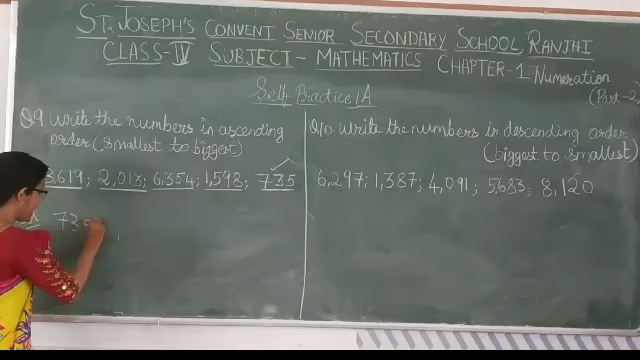 ST. JOSEPH'S CONVENT SENIOR SECONDARY SCHOOL, RANJHI
CLASS-IV SUBJECT- MATHEMATICS CHAPTER-1 Numeration
(Part-2)
Self Practice 1A
Q9 Write the numbers in ascending
order (smallest to biggest)
3,619; 2,013; 6,354; 1,598; 735
735
Q10. Write the numbers in descending order
(biggest to smallest)
6,297; 1,387; 4,091; 5,683; 8,120